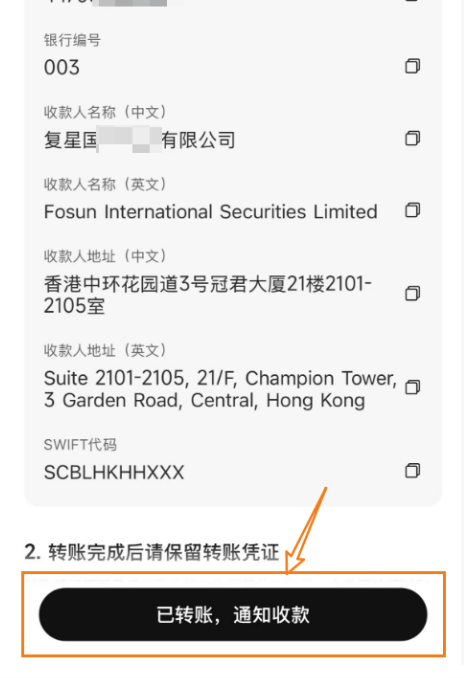 银行编号
003
收款人名称（中文）
复星国 有限公司
收款人名称（英文）
Fosun International Securities Limited
收款人地址（中文）
香港中环花园道3号冠君大厦21楼2101-
2105室
收款人地址（英文）
Suite 2101-2105, 21/F, Champion Tower,
3 Garden Road, Central, Hong Kong
SWIFT代码
SCBLHKHHXXX
2. 转账完成后请保留转账凭证
已转账，通知收款